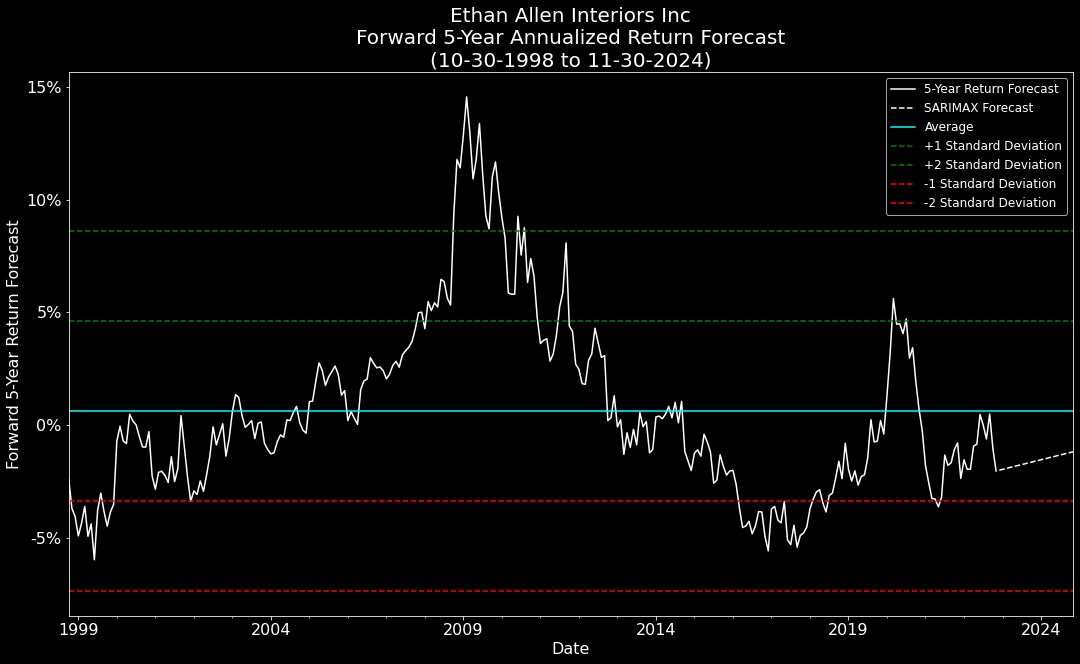 Ethan Allen Interiors Inc
Forward 5-Year Annualized Return Forecast
(10-30-1998 to 11-30-2024)
5-Year Return Forecast
SARIMAX Forecast
Average
+1 Standard Deviation
+2 Standard Deviation
-1 Standard Deviation
-2 Standard Deviation
Forward 5-Year Return Forecast
15%
10%
5%
0%
-5%
1999 2004 2009 2014 2019 2024
Date